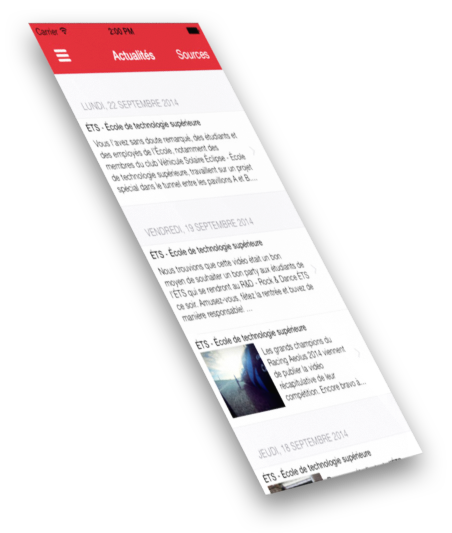 Carrier 2:00 PM
Actualités Sources
LUNDI, 22 SEPTEMBRE 2014
ÉTS - École de technologie supérieure
Vous l'avez sans doute remarqué, des étudiants et
des employés de l'École, notamment des
membres du club Véhicule Solaire Éclipse - École
de technologie supérieure, travaillent sur un projet
spécial dans le tunnel entre les pavillons A et B....
VENDREDI, 19 SEPTEMBRE 2014
ÉTS - École de technologie supérieure
Nous trouvions que cette vidéo était un bon
moyen de souhaiter un bon party aux étudiants de
l'ÉTS qui se rendront au R&D - Rock & Dance ÉTS
ce soir. Amusez-vous, fêtez la rentrée et buvez de
manière responsable! ...
ÉTS - École de technologie supérieure
Les grands champions du
Racing Aeolus 2014 viennent
de publier la vidéo
récapitulative de leur
compétition. Encore bravo à...
JEUDI, 18 SEPTEMBRE 2014
ÉTS - École de technologie supérieure